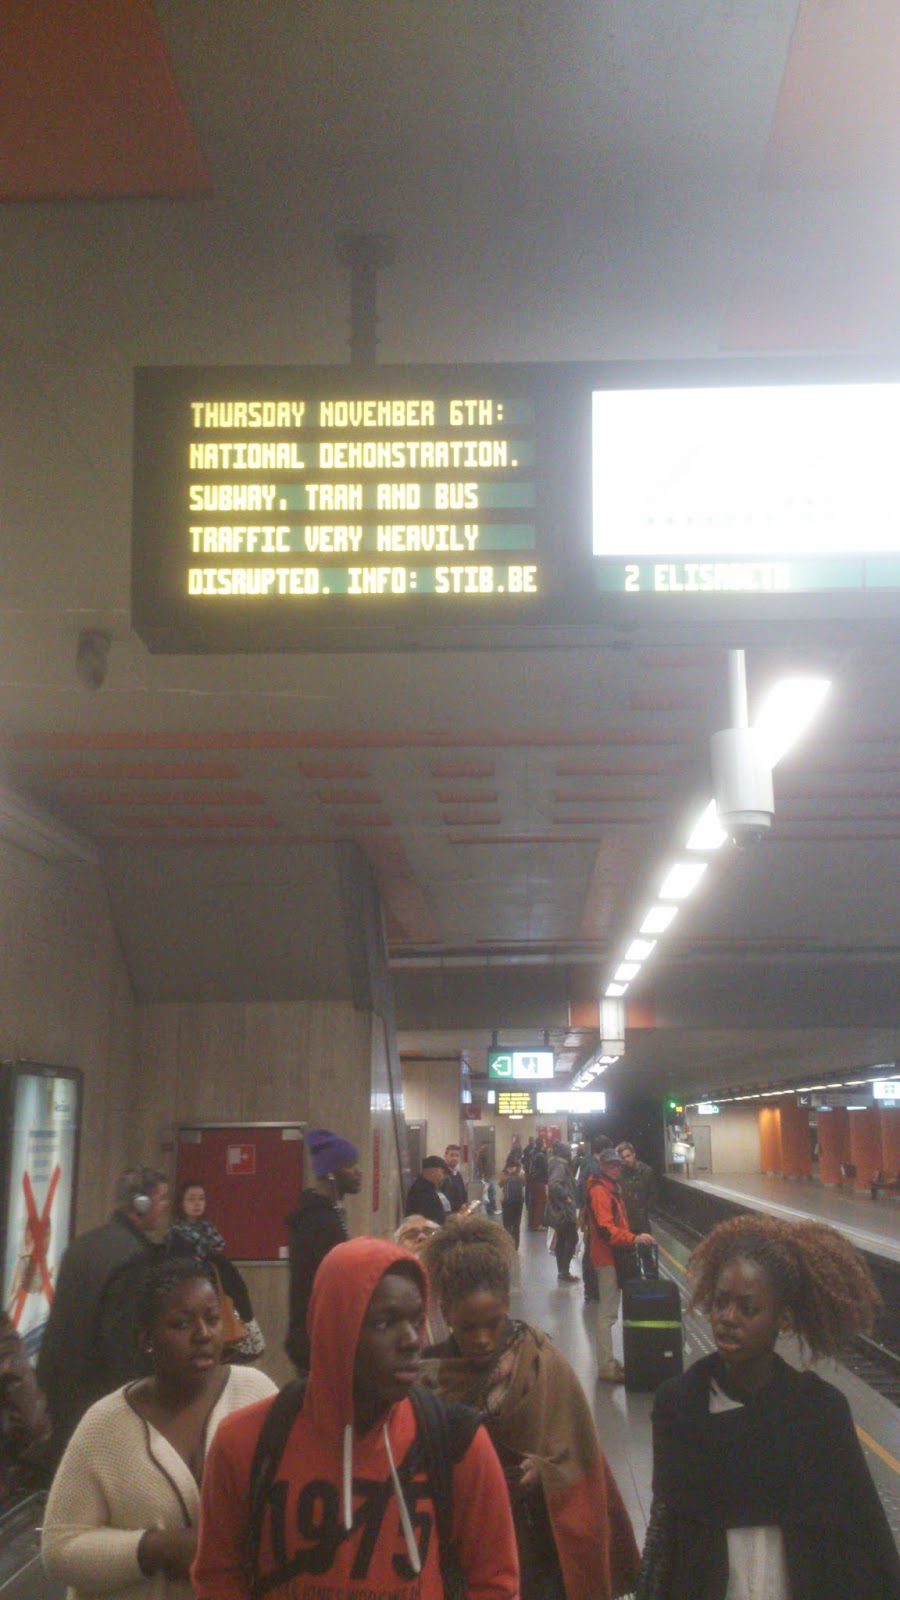 THURSDAY NOVEMBER 6TH:
NATIONAL DEMONSTRATION.
SUBWAY, TRAM AND BUS
TRAFFIC VERY HEAVILY
DISRUPTED. INFO: STIB.BE
2 ELISABETH
1975